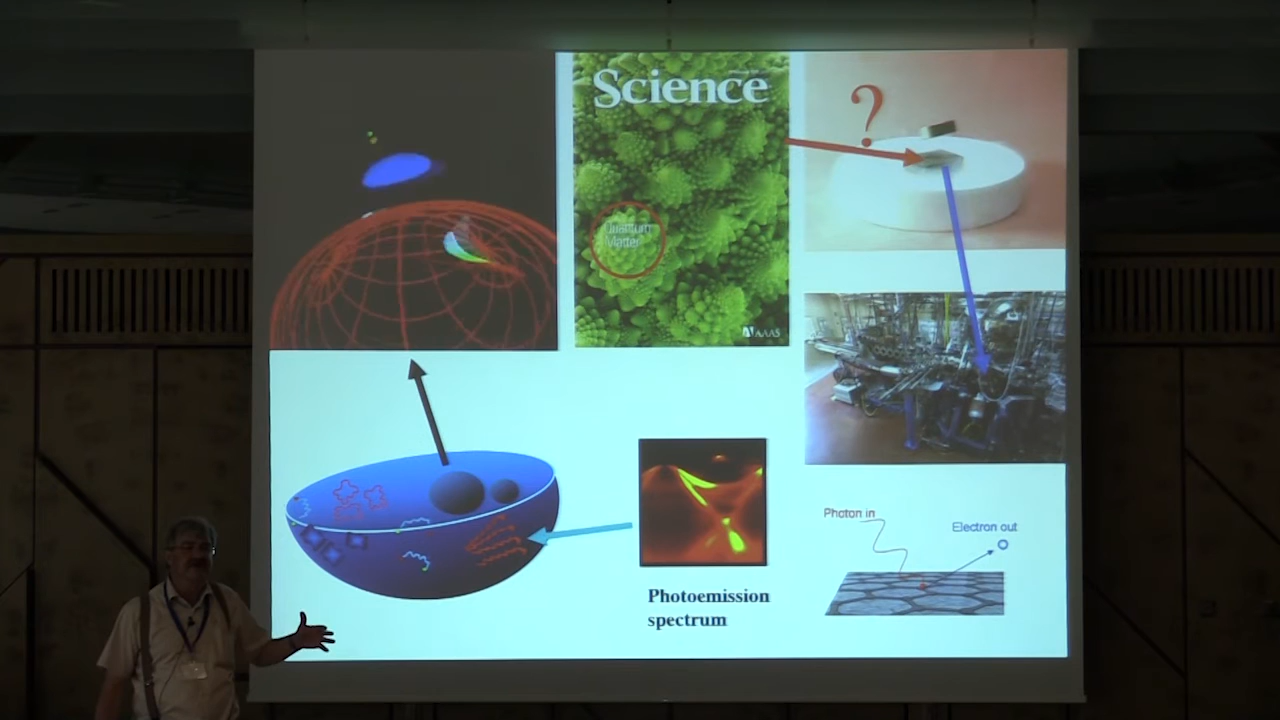 Science
?
Quantum
Matter
AAAS
Photon in
Electron out
Photoemission
spectrum